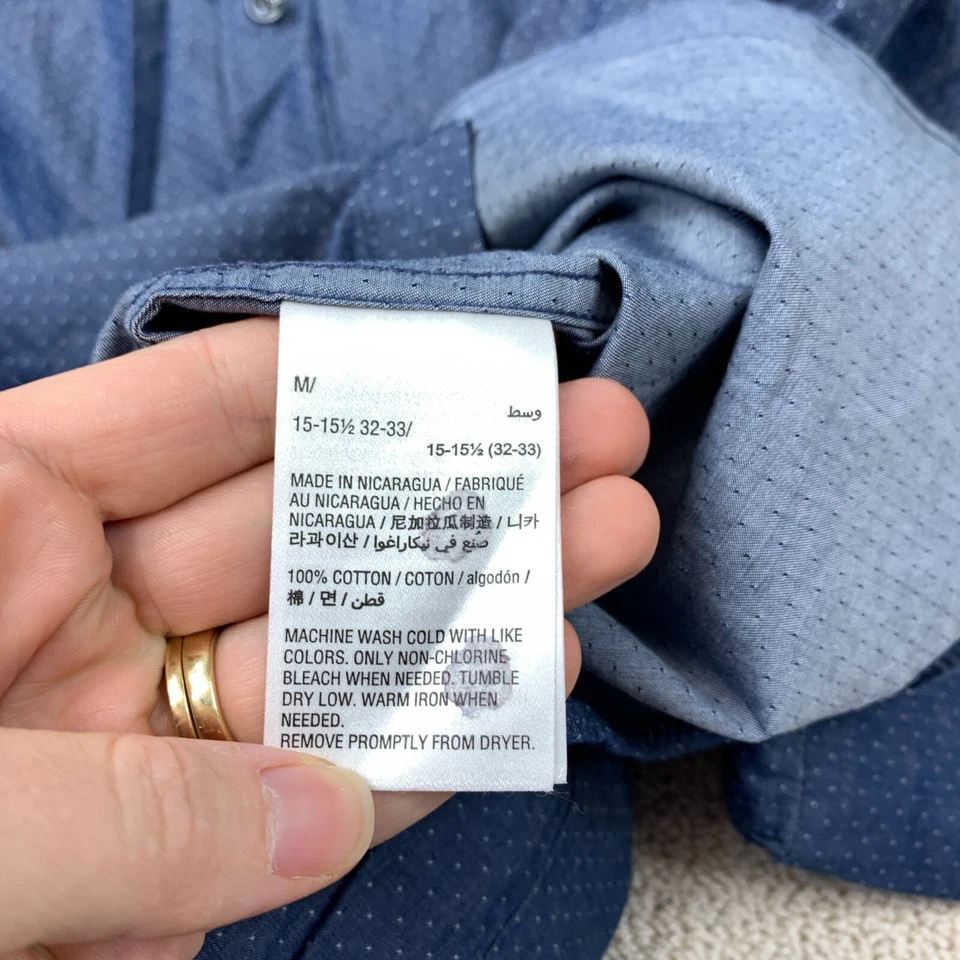 M/
وسط
15-15½ 32-33/
15-15½ (32-33)
MADE IN NICARAGUA / FABRIQUÉ
AU NICARAGUA / HECHO EN
NICARAGUA / 尼加拉瓜制造 / 니카
라과이산 / صُنع في نيكاراغوا
100% COTTON / COTON / algodón /
棉 / 면 / قطن
MACHINE WASH COLD WITH LIKE
COLORS. ONLY NON-CHLORINE
BLEACH WHEN NEEDED. TUMBLE
DRY LOW. WARM IRON WHEN
NEEDED.
REMOVE PROMPTLY FROM DRYER.